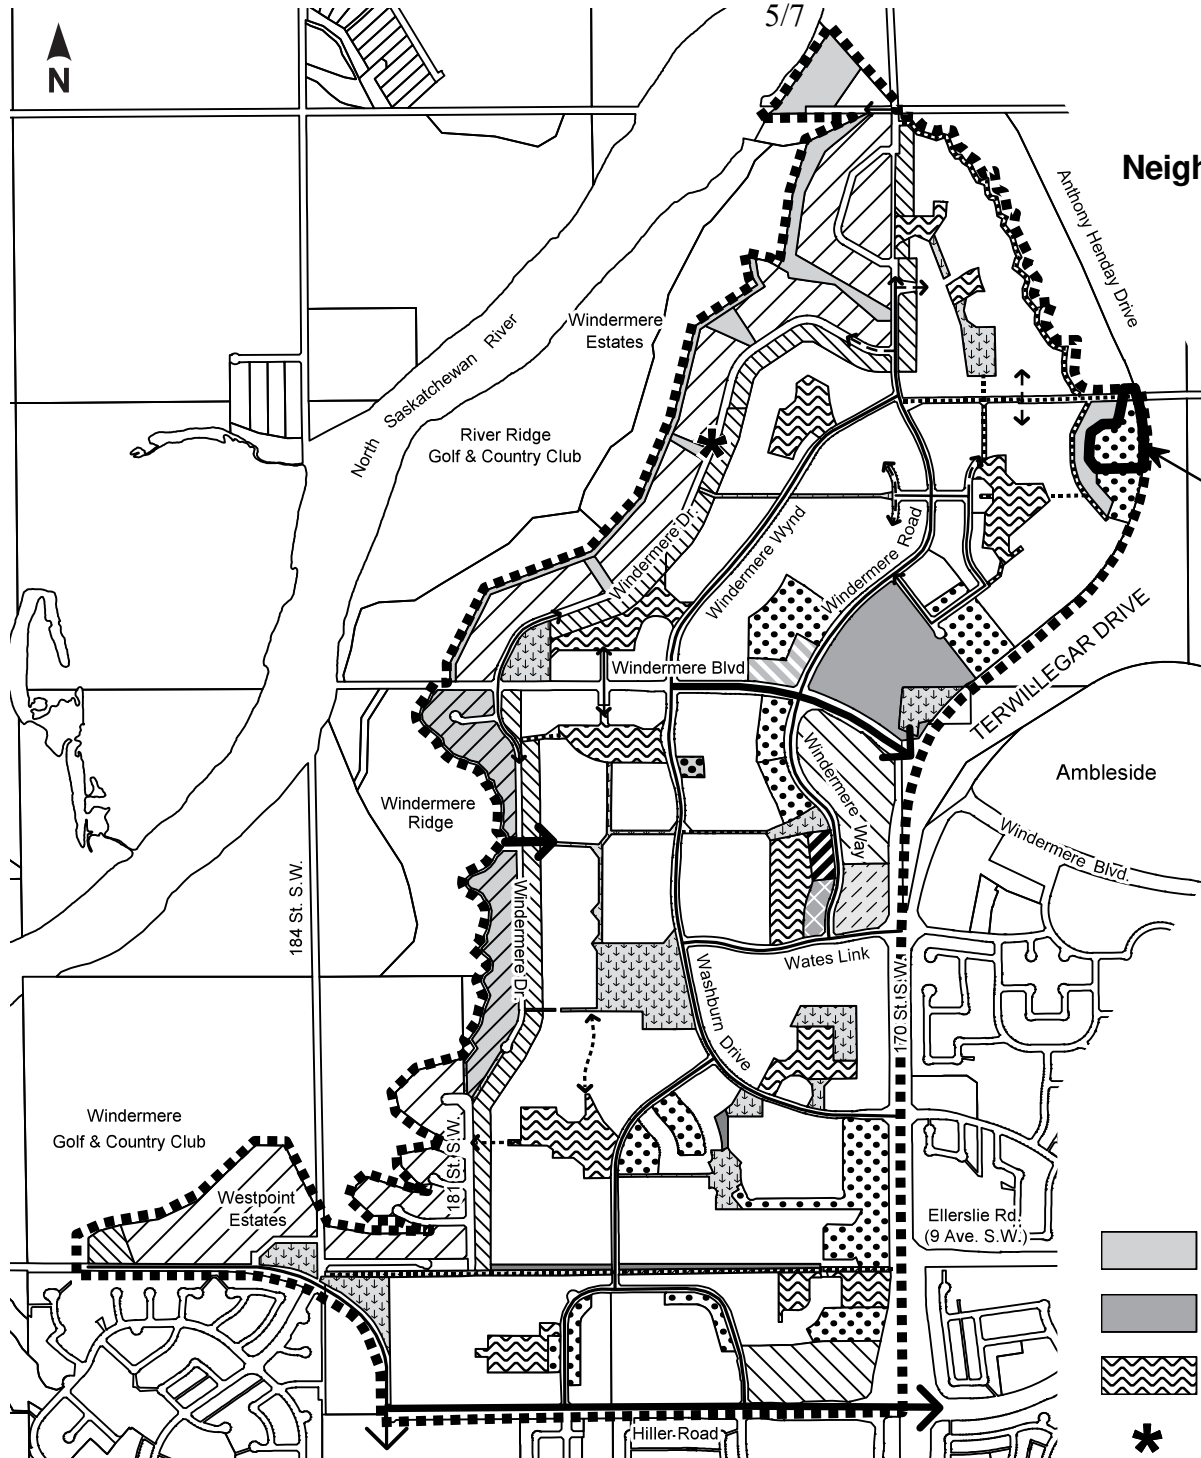 5/7
N
Neigh
Anthony Henday Drive
Windermere
Estates
North Saskatchewan River
River Ridge
Golf & Country Club
Windermere Dr.
Windermere Wynd
Windermere Road
TERWILLEGAR DRIVE
Windermere Blvd
Windermere Way
Ambleside
Windermere
Ridge
Windermere Blvd.
184 St. S.W.
Windermere Dr.
Wates Link
Washburn Drive
170 St. S.W.
Windermere
Golf & Country Club
181 St. S.W.
Westpoint
Estates
Ellerslie Rd.
(9 Ave. S.W.)
*
Hiller Road